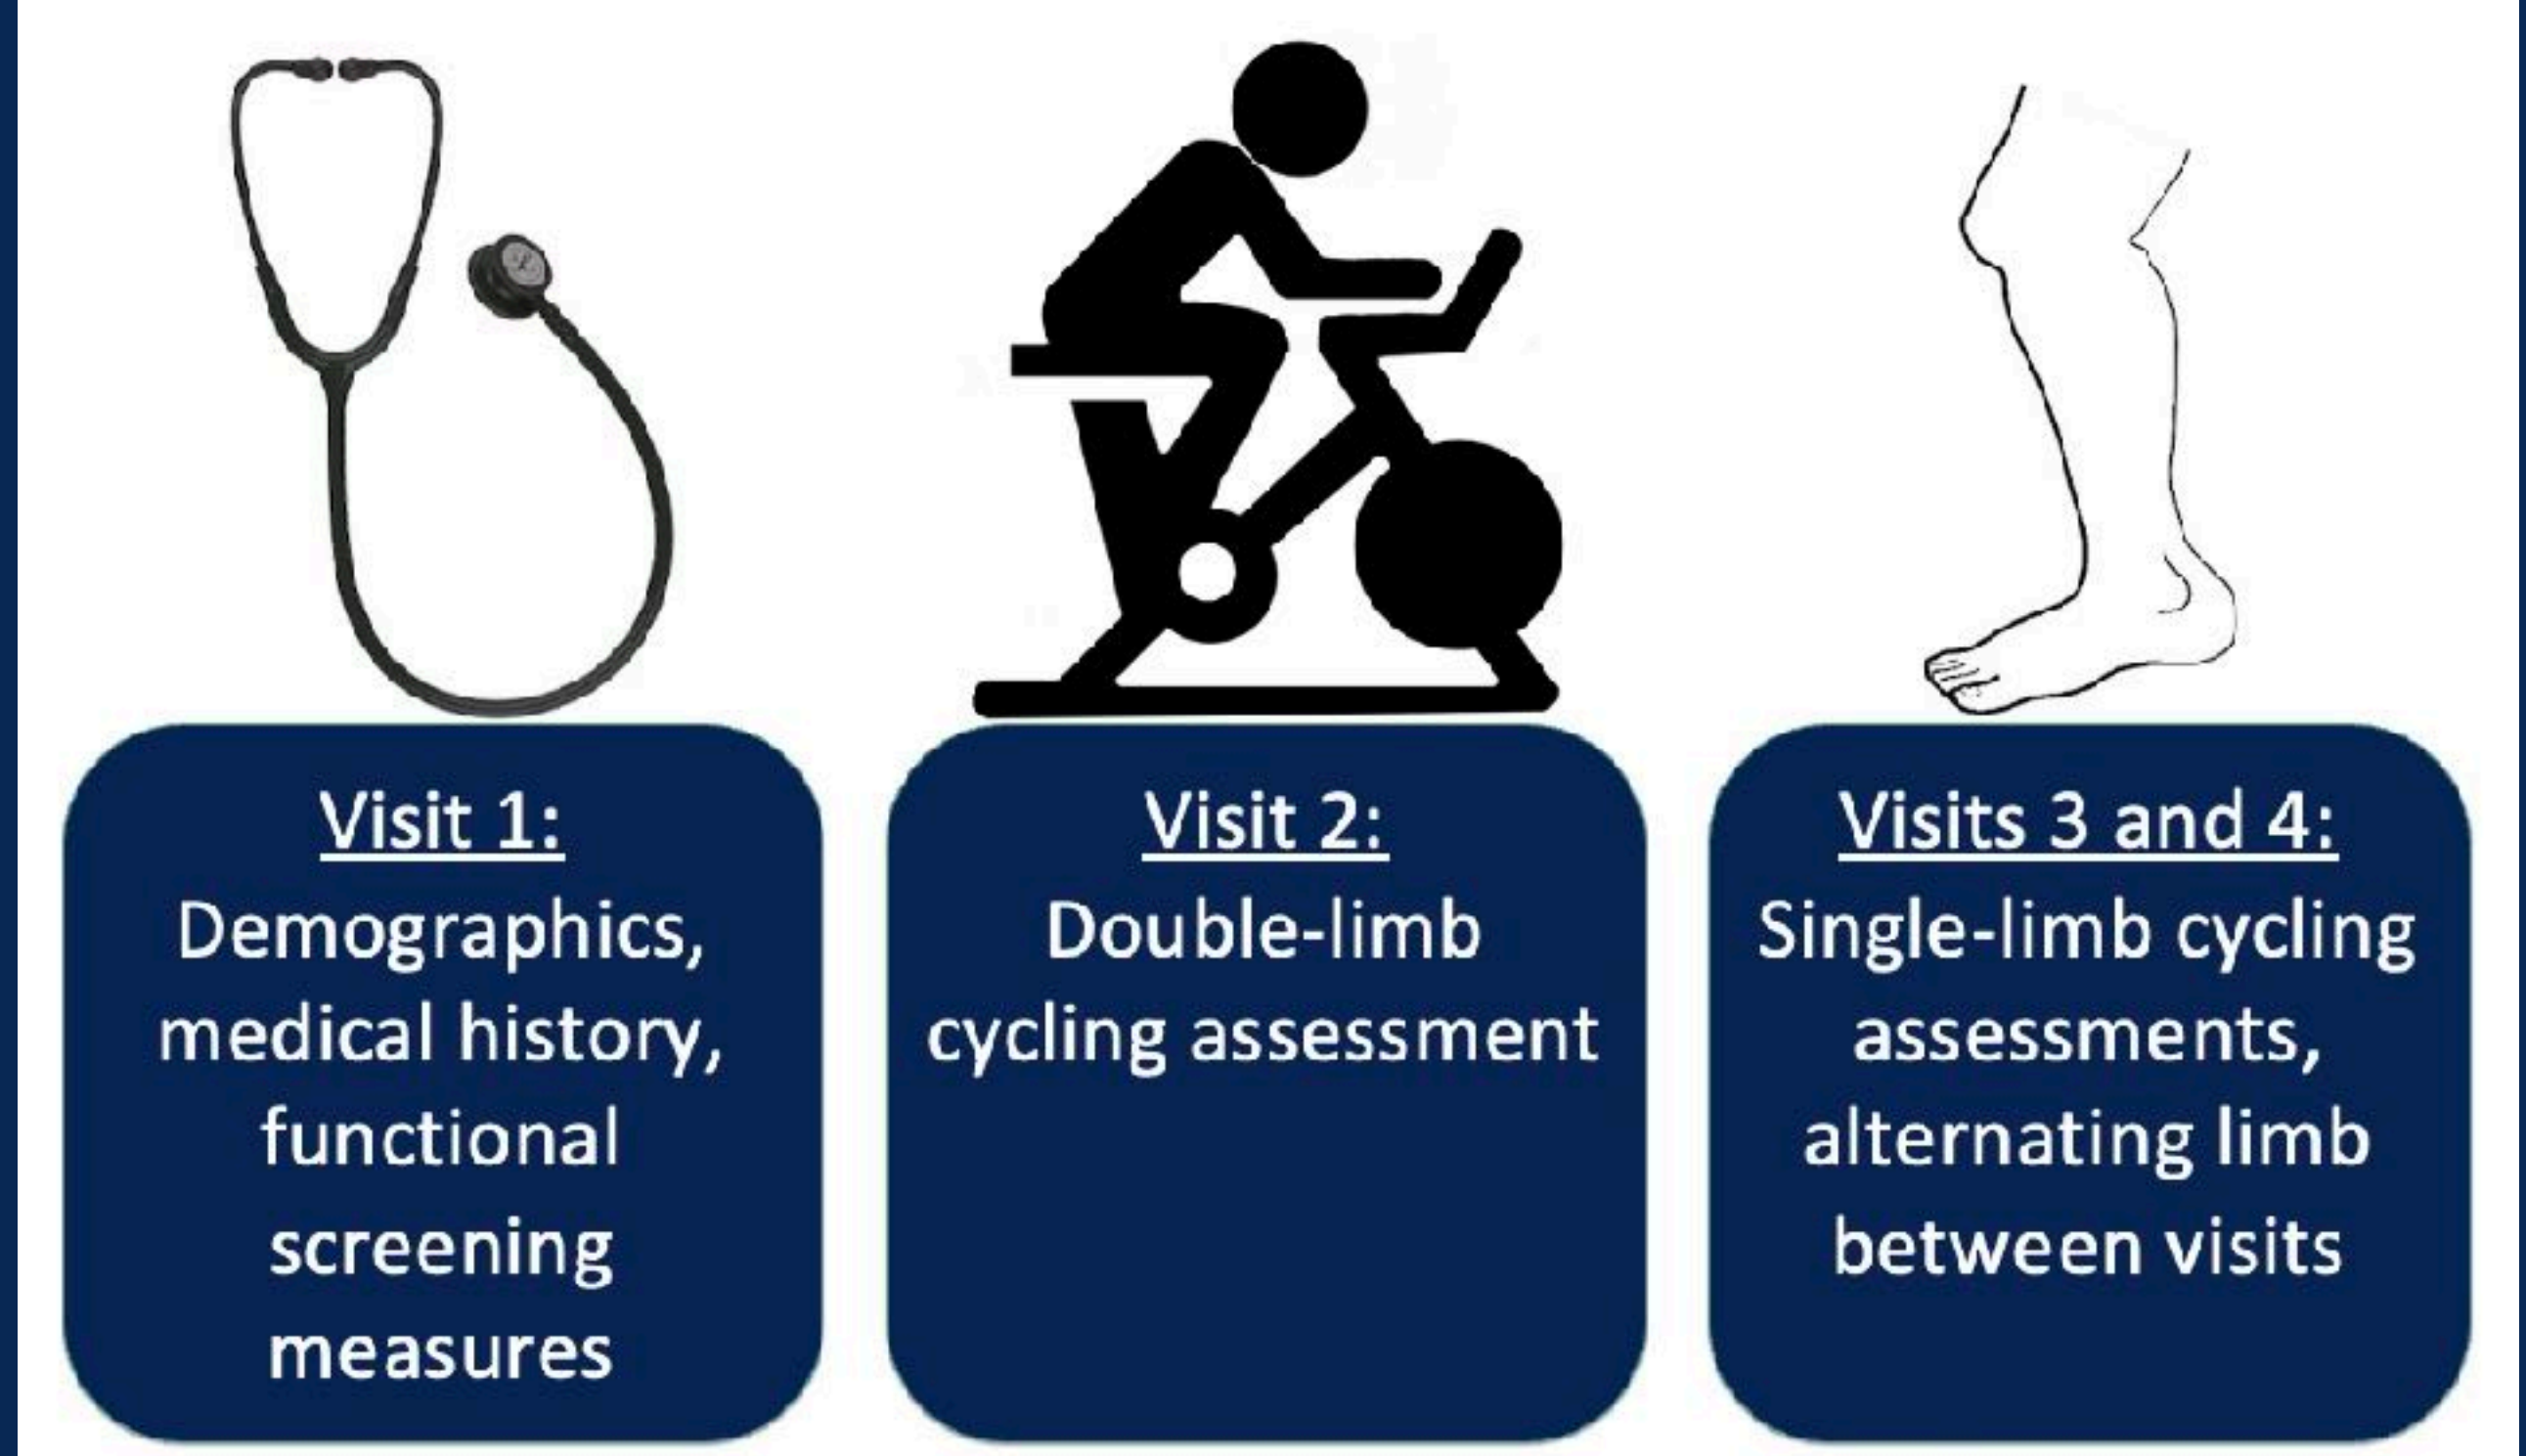 Visit 1:
Demographics,
medical history,
functional
screening
measures
Visit 2:
Double-limb
cycling assessment
Visits 3 and 4:
Single-limb cycling
assessments,
alternating limb
between visits